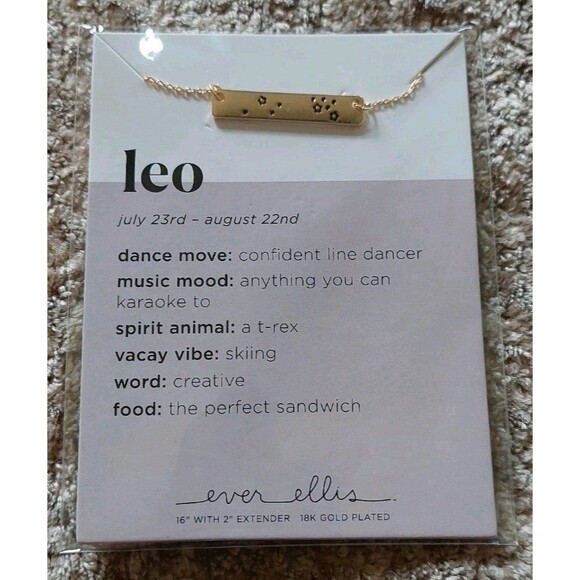 leo
july 23rd – august 22nd
dance move: confident line dancer
music mood: anything you can
karaoke to
spirit animal: a t-rex
vacay vibe: skiing
word: creative
food: the perfect sandwich
ever ellis.
16" WITH 2" EXTENDER 18K GOLD PLATED